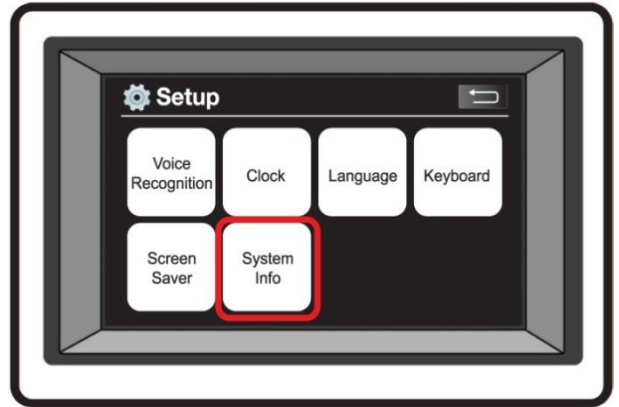 Setup
Voice
Recognition
Clock
Language
Keyboard
Screen
Saver
System
Info